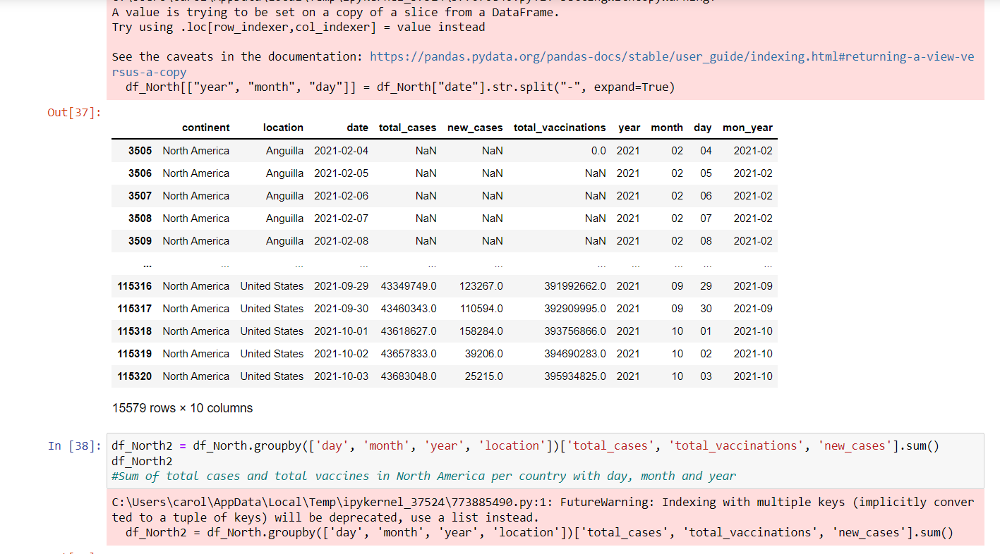 A value is trying to be set on a copy of a slice from a DataFrame.
Try using .loc[row_indexer,col_indexer] = value instead
See the caveats in the documentation: https://pandas.pydata.org/pandas-docs/stable/user_guide/indexing.html#returning-a-view-ve
rsus-a-copy
df_North[["year", "month", "day"]] = df_North["date"].str.split("-", expand=True)
Out[37]:
continent location date total_cases new_cases total_vaccinations year month day mon_year
3505 North America Anguilla 2021-02-04 NaN NaN 0.0 2021 02 04 2021-02
3506 North America Anguilla 2021-02-05 NaN NaN NaN 2021 02 05 2021-02
3507 North America Anguilla 2021-02-06 NaN NaN NaN 2021 02 06 2021-02
3508 North America Anguilla 2021-02-07 NaN NaN NaN 2021 02 07 2021-02
3509 North America Anguilla 2021-02-08 NaN NaN NaN 2021 02 08 2021-02
... ... ... ... ... ... ... ... ... ... ...
115316 North America United States 2021-09-29 43349749.0 123267.0 391992662.0 2021 09 29 2021-09
115317 North America United States 2021-09-30 43460343.0 110594.0 392909995.0 2021 09 30 2021-09
115318 North America United States 2021-10-01 43618627.0 158284.0 393756866.0 2021 10 01 2021-10
115319 North America United States 2021-10-02 43657833.0 39206.0 394690283.0 2021 10 02 2021-10
115320 North America United States 2021-10-03 43683048.0 25215.0 395934825.0 2021 10 03 2021-10
15579 rows × 10 columns
In [38]: df_North2 = df_North.groupby(['day', 'month', 'year', 'location'])['total_cases', 'total_vaccinations', 'new_cases'].sum()
df_North2
#Sum of total cases and total vaccines in North America per country with day, month and year
C:\Users\carol\AppData\Local\Temp\ipykernel_37524\773885490.py:1: FutureWarning: Indexing with multiple keys (implicitly conver
ted to a tuple of keys) will be deprecated, use a list instead.
df_North2 = df_North.groupby(['day', 'month', 'year', 'location'])['total_cases', 'total_vaccinations', 'new_cases'].sum()